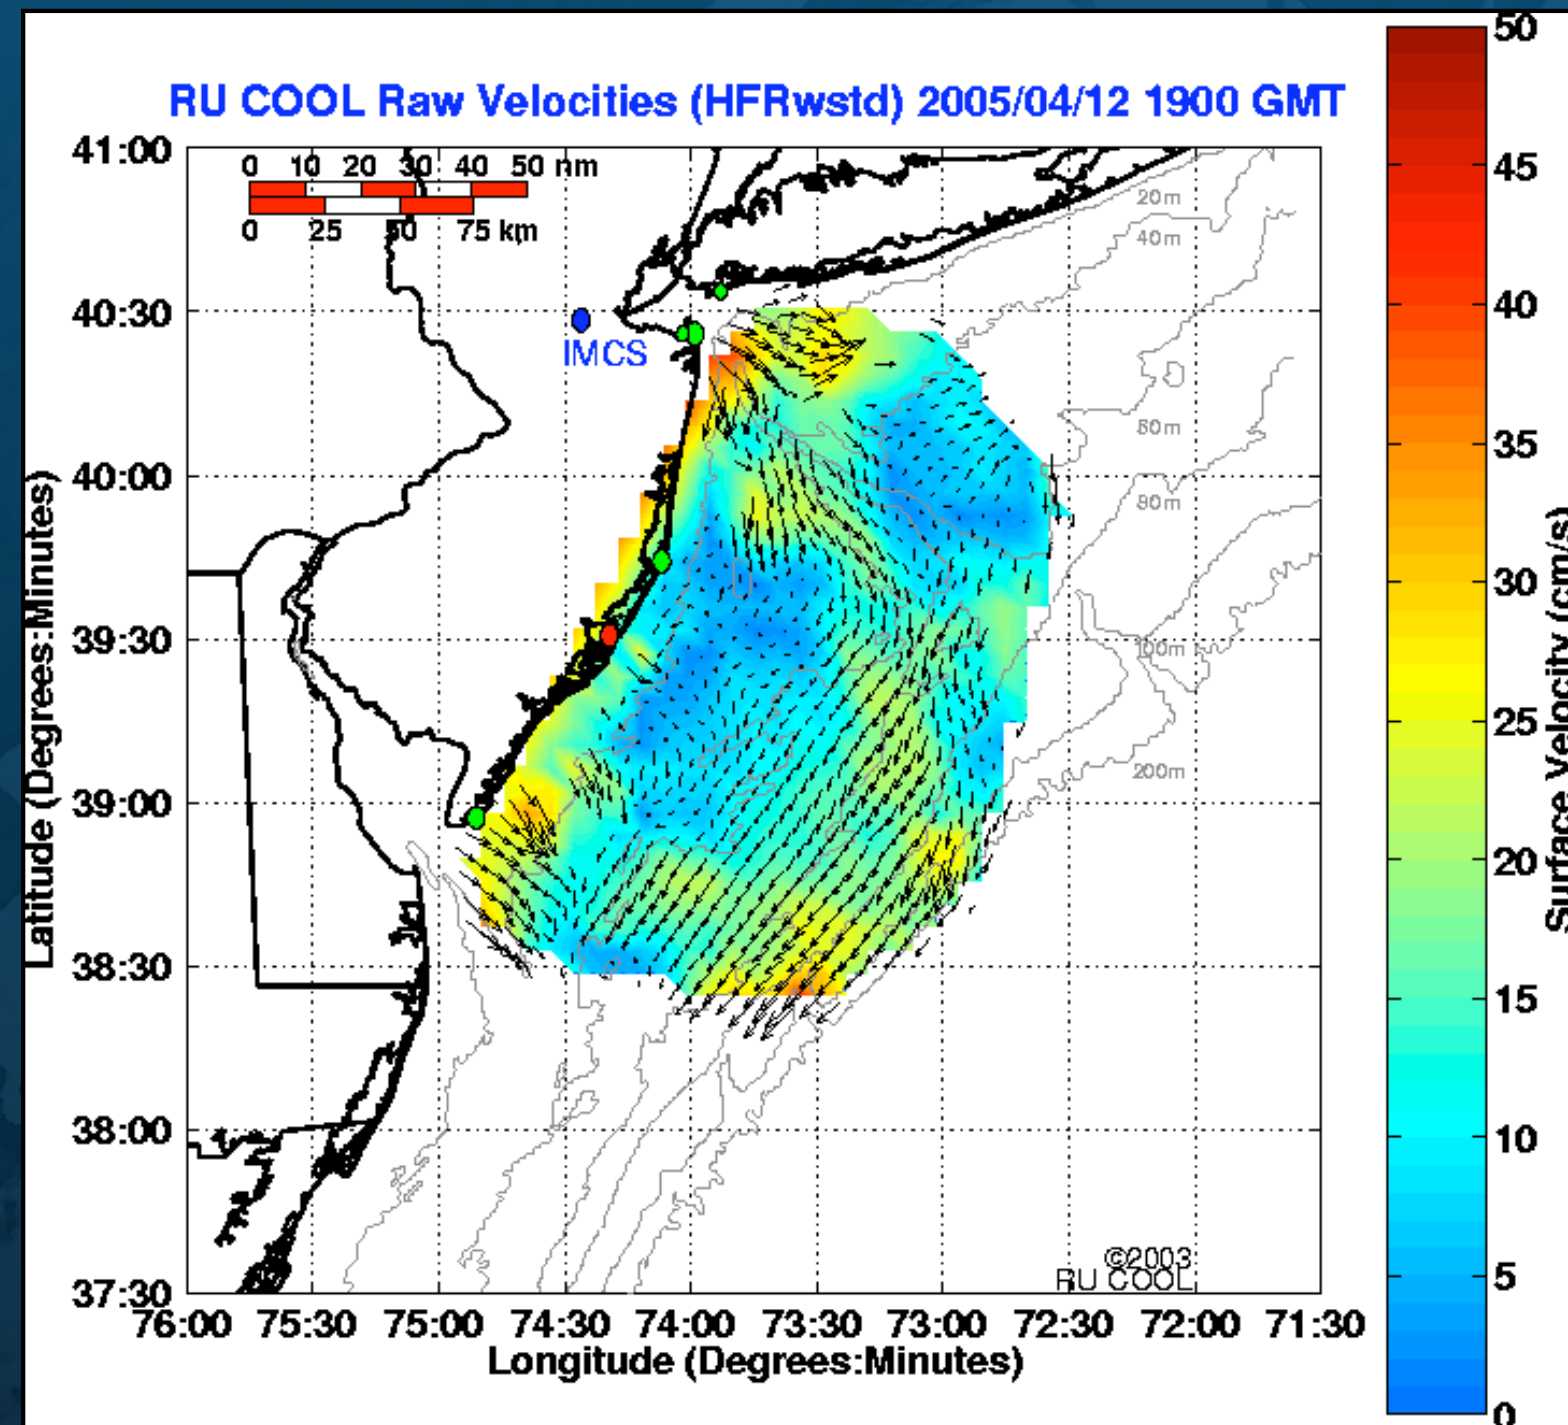 RU COOL Raw Velocities (HFRwstd) 2005/04/12 1900 GMT
0 10 20 30 40 50 nm
0 25 50 75 km
41:00
40:30
40:00
39:30
39:00
38:30
38:00
37:30
Latitude (Degrees:Minutes)
76:00 75:30 75:00 74:30 74:00 73:30 73:00 72:30 72:00 71:30
Longitude (Degrees:Minutes)
IMCS
20m
40m
80m
100m
200m
©2003
RU COOL
50
45
40
35
30
25
20
15
10
5
0
Surface Velocity (cm/s)